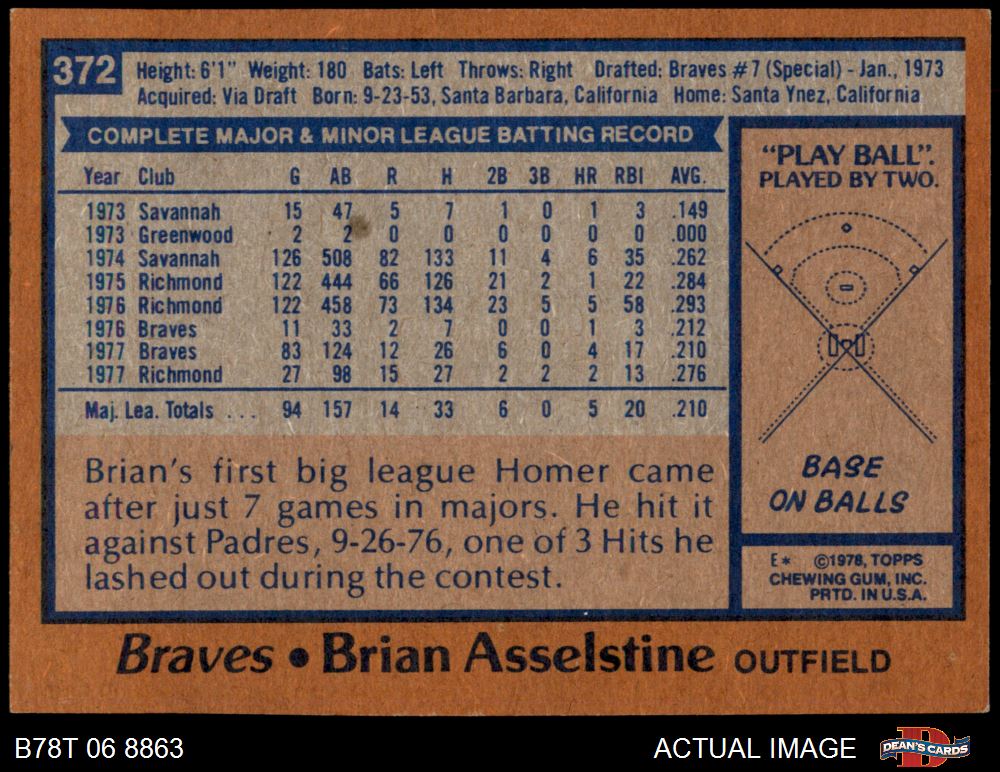 372
Height: 6'1" Weight: 180 Bats: Left Throws: Right Drafted: Braves #7 (Special) - Jan., 1973
Acquired: Via Draft Born: 9-23-53, Santa Barbara, California Home: Santa Ynez, California
COMPLETE MAJOR & MINOR LEAGUE BATTING RECORD
Year Club G AB R H 2B 3B HR RBI AVG.
1973 Savannah 15 47 5 7 1 0 1 3 .149
1973 Greenwood 2 2 0 0 0 0 0 0 .000
1974 Savannah 126 508 82 133 11 4 6 35 .262
1975 Richmond 122 444 66 126 21 2 1 22 .284
1976 Richmond 122 458 73 134 23 5 5 58 .293
1976 Braves 11 33 2 7 0 0 1 3 .212
1977 Braves 83 124 12 26 6 0 4 17 .210
1977 Richmond 27 98 15 27 2 2 2 13 .276
Maj. Lea. Totals . . . 94 157 14 33 6 0 5 20 .210
Brian's first big league Homer came
after just 7 games in majors. He hit it
against Padres, 9-26-76, one of 3 Hits he
lashed out during the contest.
"PLAY BALL".
PLAYED BY TWO.
BASE
ON BALLS
E* ©1978, TOPPS
CHEWING GUM, INC.
PRTD. IN U.S.A.
Braves • Brian Asselstine OUTFIELD
B78T 06 8863
ACTUAL IMAGE
D
DEAN'S CARDS